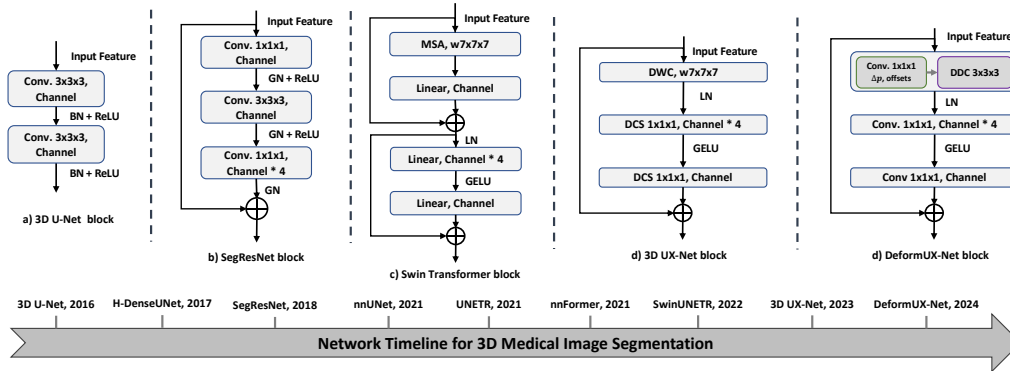 Input Feature
Conv. 3x3x3,
Channel
BN + ReLU
Conv. 3x3x3,
Channel
BN + ReLU
a) 3D U-Net block
Input Feature
Conv. 1x1x1,
Channel
GN + ReLU
Conv. 3x3x3,
Channel
GN + ReLU
Conv. 1x1x1,
Channel * 4
GN
b) SegResNet block
Input Feature
MSA, w7x7x7
Linear, Channel
LN
Linear, Channel * 4
GELU
Linear, Channel
c) Swin Transformer block
Input Feature
DWC, w7x7x7
LN
DCS 1x1x1, Channel * 4
GELU
DCS 1x1x1, Channel
d) 3D UX-Net block
Input Feature
Conv. 1x1x1
Δp, offsets
DDC 3x3x3
LN
Conv. 1x1x1, Channel * 4
GELU
Conv 1x1x1, Channel
d) DeformUX-Net block
3D U-Net, 2016
H-DenseUNet, 2017
SegResNet, 2018
nnUNet, 2021
UNETR, 2021
nnFormer, 2021
SwinUNETR, 2022
3D UX-Net, 2023
DeformUX-Net, 2024
Network Timeline for 3D Medical Image Segmentation